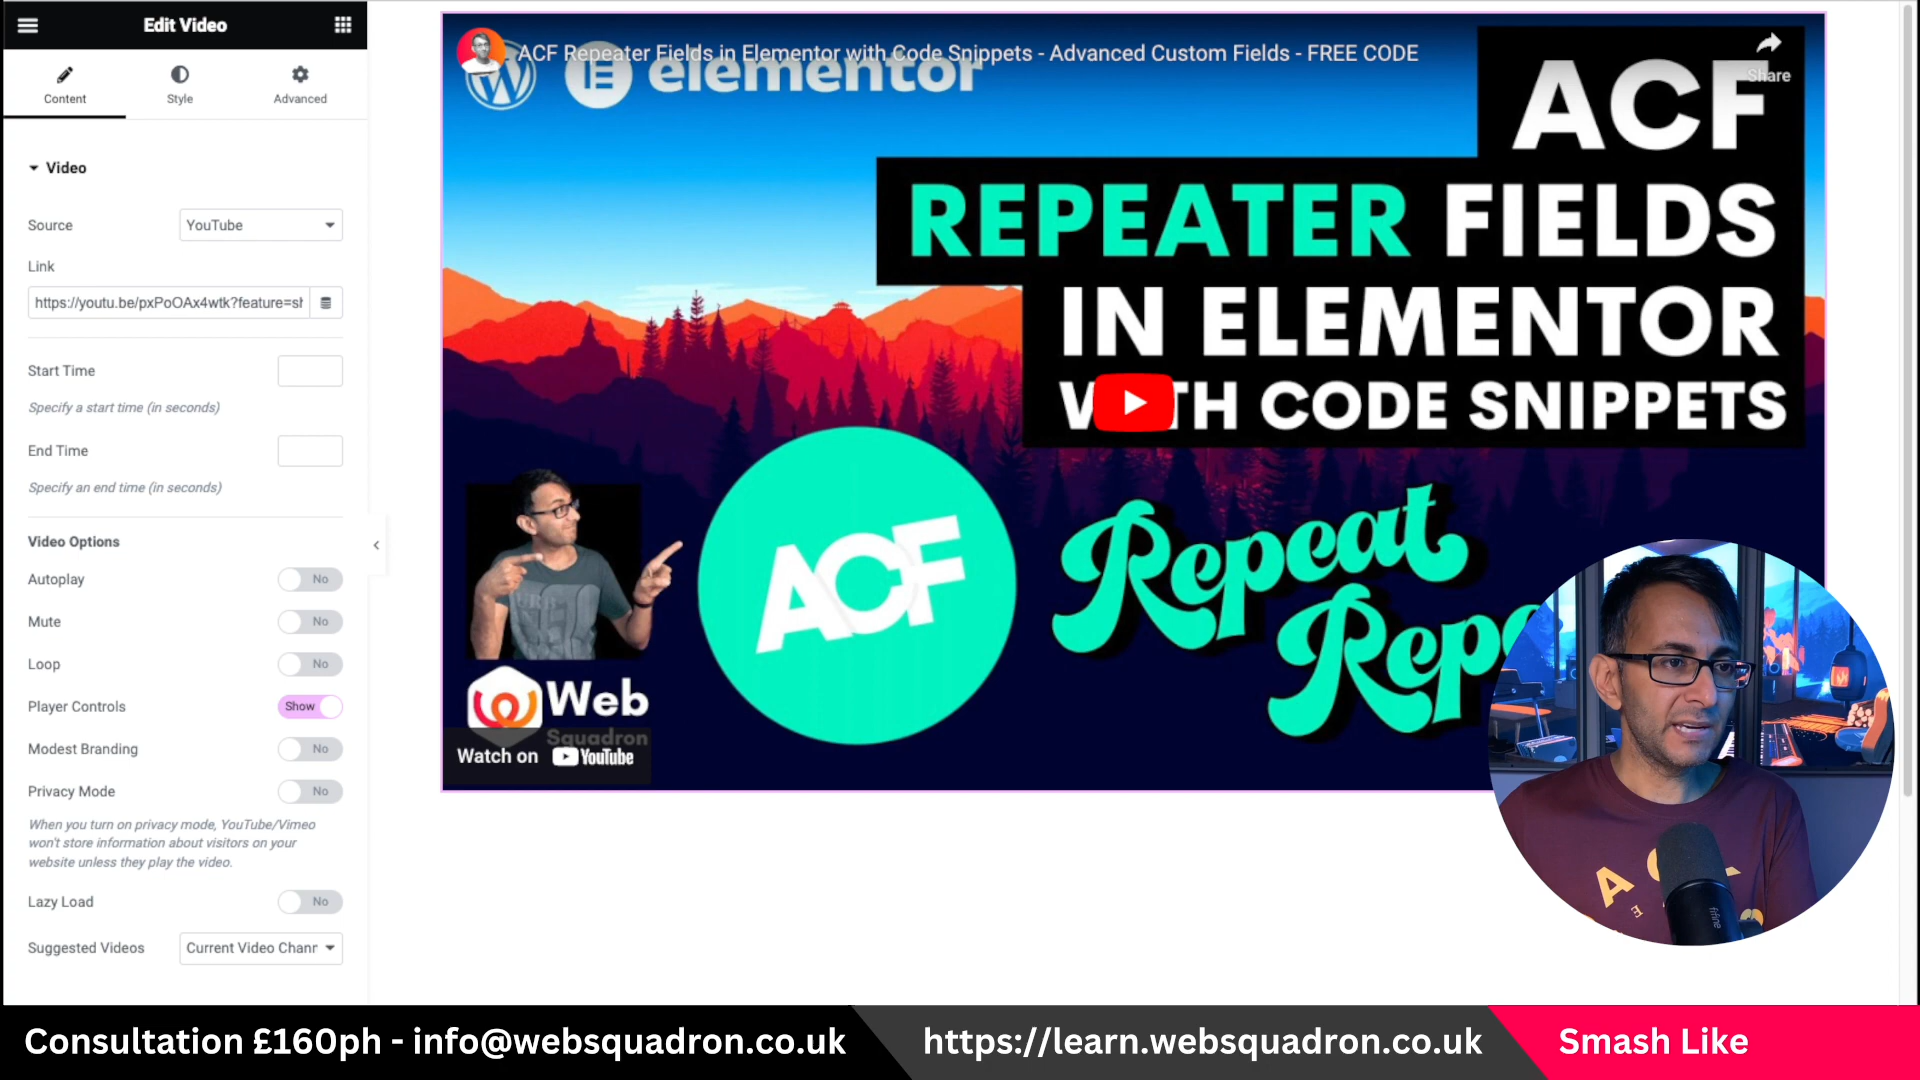 Edit Video
Content
Style
Advanced
Video
Source
YouTube
Link
https://youtu.be/pxPoOAx4wtk?feature=sh
Start Time
Specify a start time (in seconds)
End Time
Specify an end time (in seconds)
Video Options
Autoplay
No
Mute
No
Loop
No
Player Controls
Show
Modest Branding
No
Privacy Mode
No
When you turn on privacy mode, YouTube/Vimeo
won't store information about visitors on your
website unless they play the video.
Lazy Load
No
Suggested Videos
Current Video Chann
ACF Repeater Fields in Elementor with Code Snippets - Advanced Custom Fields - FREE CODE
Share
elementor
ACF
REPEATER FIELDS
IN ELEMENTOR
WITH CODE SNIPPETS
ACF
Repeat
Repe
Web
Squadron
Watch on YouTube
fifine
Consultation £160ph - info@websquadron.co.uk
https://learn.websquadron.co.uk
Smash Like